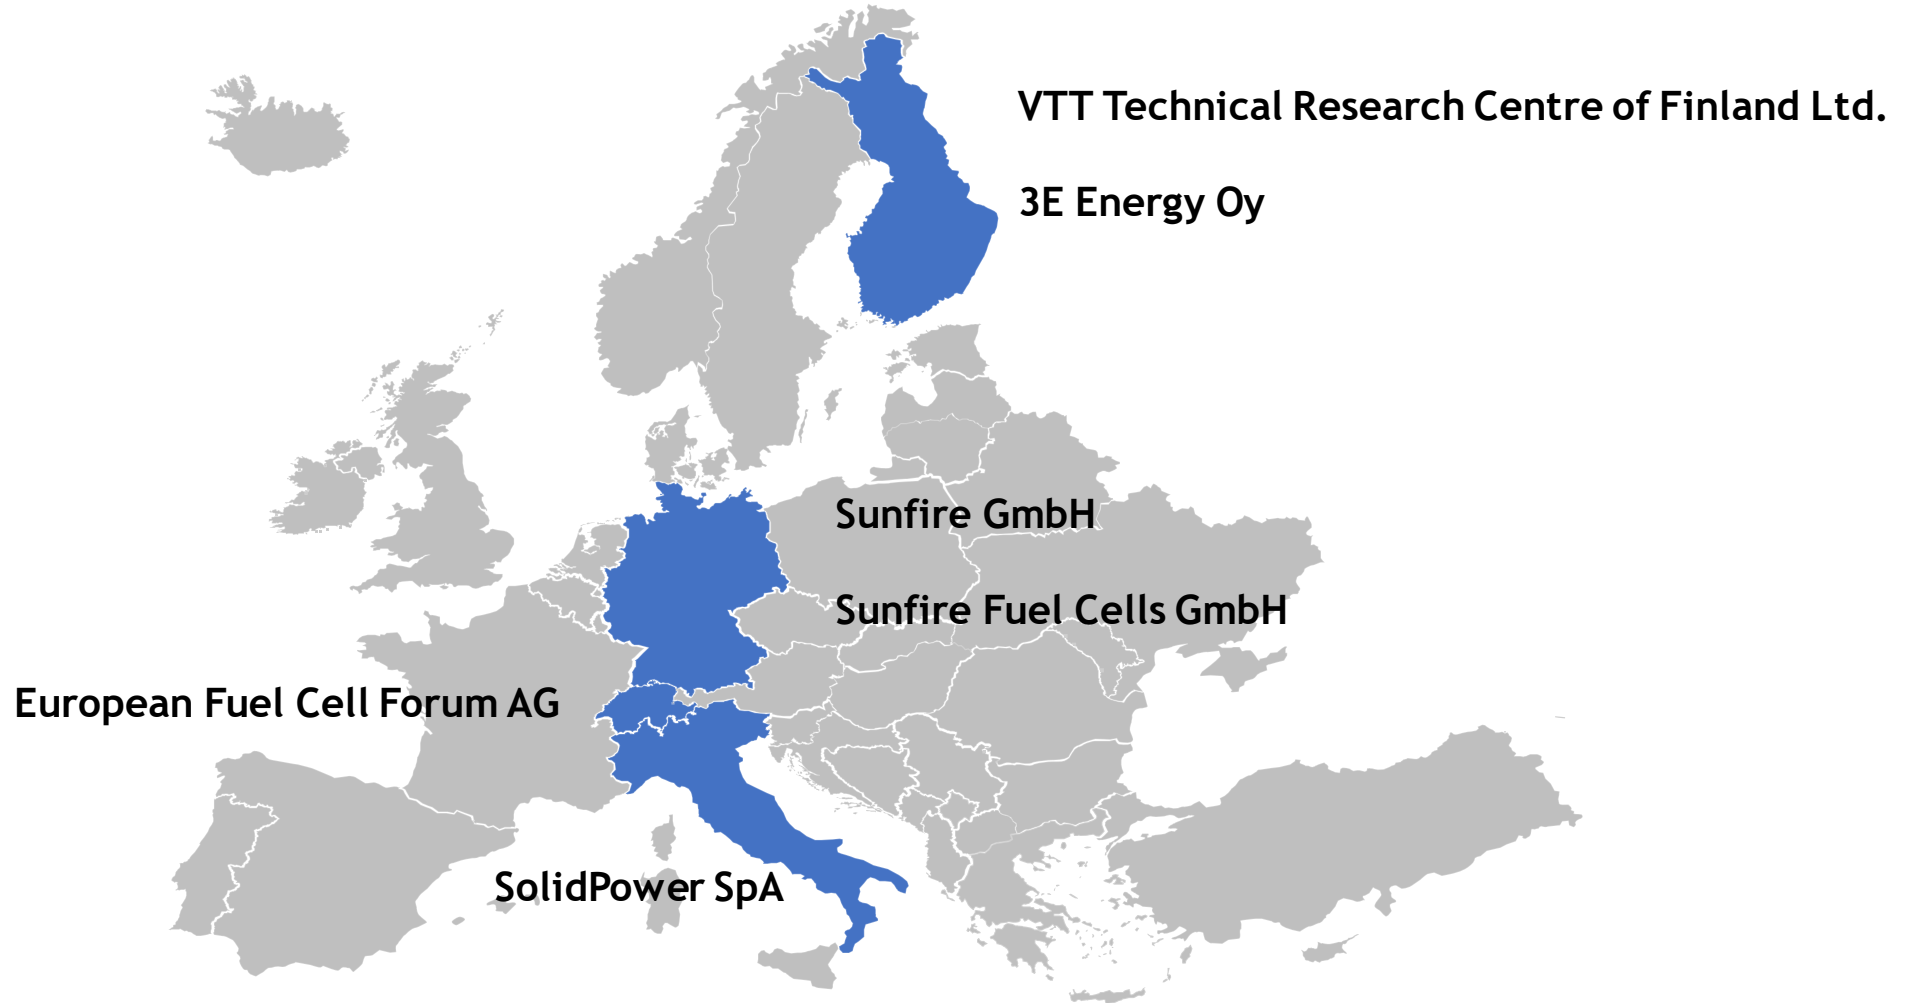 VTT Technical Research Centre of Finland Ltd.
3E Energy Oy
Sunfire GmbH
Sunfire Fuel Cells GmbH
European Fuel Cell Forum AG
SolidPower SpA